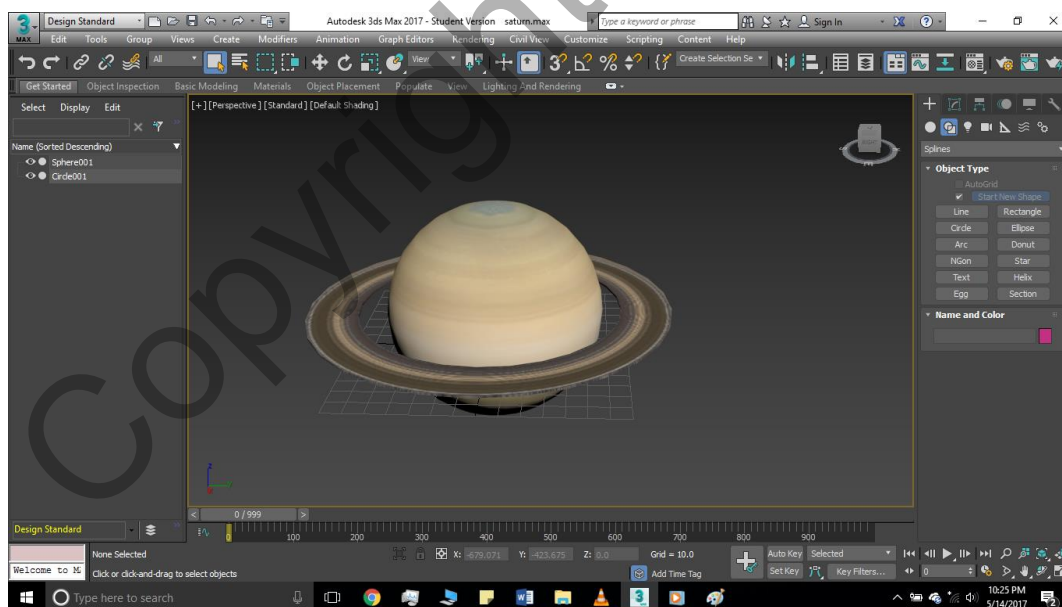 3 Design Standard Autodesk 3ds Max 2017 - Student Version saturn.max Type a keyword or phrase Sign In
MAX Edit Tools Group Views Create Modifiers Animation Graph Editors Rendering Civil View Customize Scripting Content Help
All View Create Selection Se
Get Started Object Inspection Basic Modeling Materials Object Placement Populate View Lighting And Rendering
Select Display Edit
Name (Sorted Descending)
Sphere001
Circle001
[+] [Perspective] [Standard] [Default Shading]
Splines
Object Type
AutoGrid
Start New Shape
Line Rectangle
Circle Ellipse
Arc Donut
NGon Star
Text Helix
Egg Section
Name and Color
z
0 / 999
Design Standard
0 100 200 300 400 500 600 700 800 900
None Selected X: -679.071 Y: -423.675 Z: 0.0 Grid = 10.0 Auto Key Selected
Welcome to M Click or click-and-drag to select objects Add Time Tag Set Key Key Filters... 0
Type here to search 10:25 PM
5/14/2017
Copyright